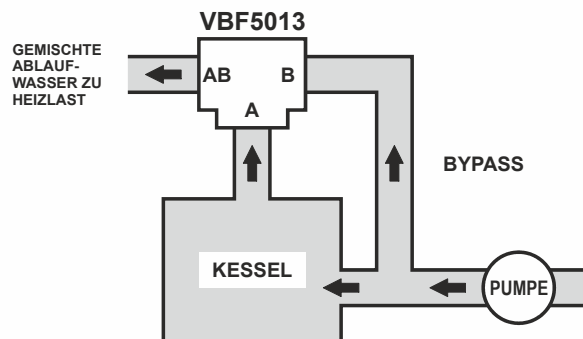 VBF5013
GEMISCHTE
ABLAUF-
WASSER ZU
HEIZLAST
AB
B
A
BYPASS
KESSEL
PUMPE